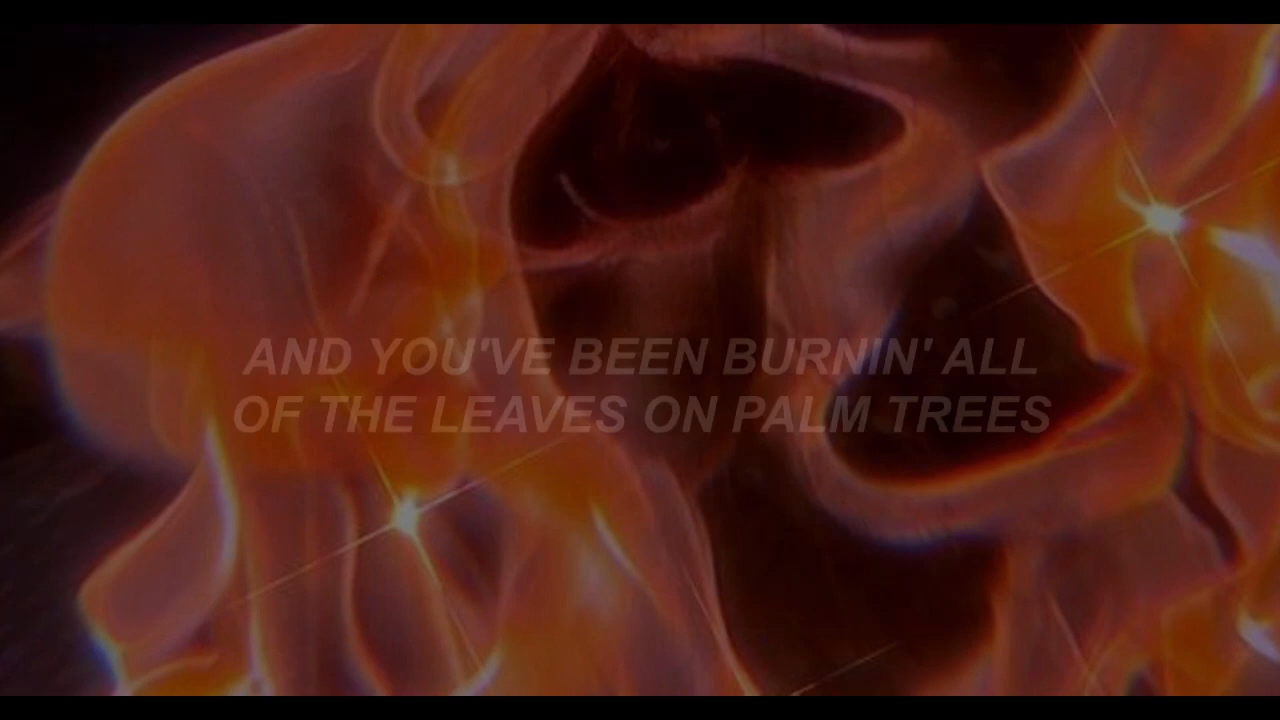 AND YOU'VE BEEN BURNIN' ALL
OF THE LEAVES ON PALM TREES